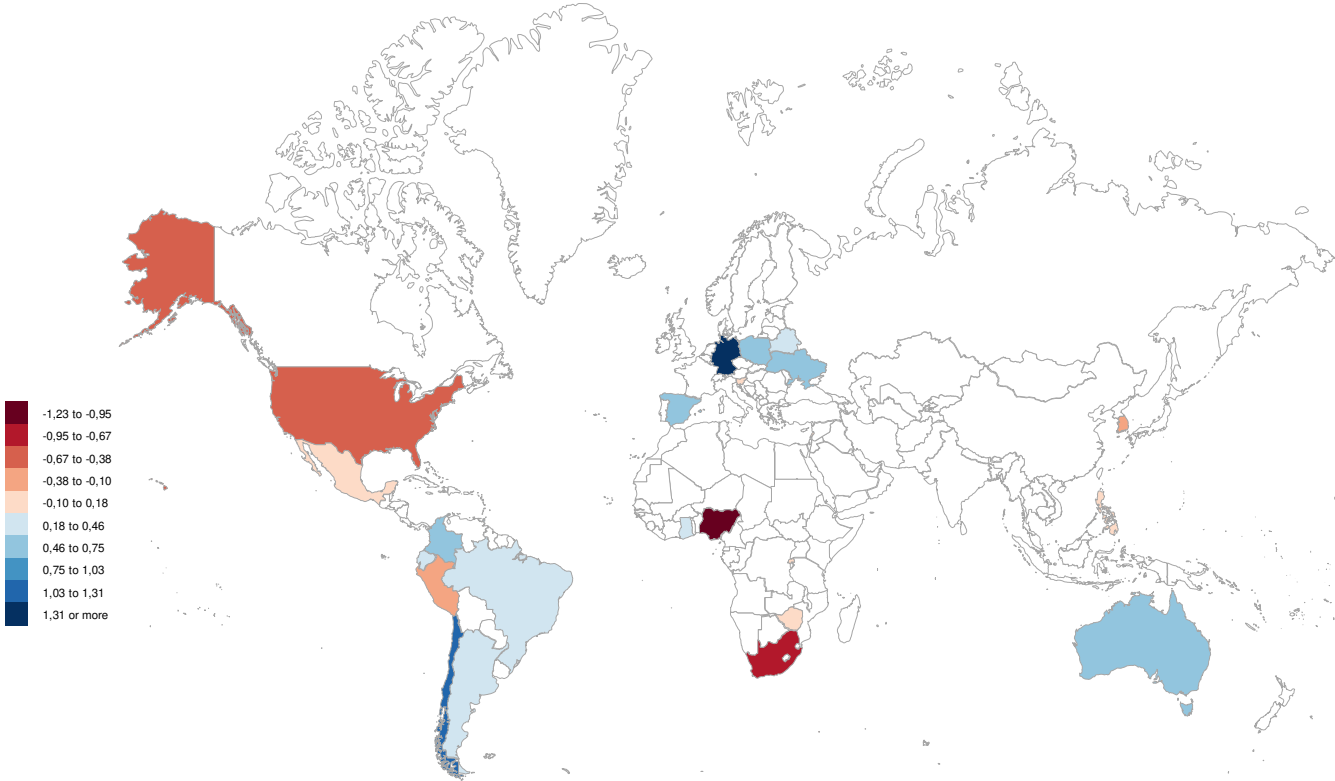 -1,23 to -0,95
-0,95 to -0,67
-0,67 to -0,38
-0,38 to -0,10
-0,10 to 0,18
0,18 to 0,46
0,46 to 0,75
0,75 to 1,03
1,03 to 1,31
1,31 or more